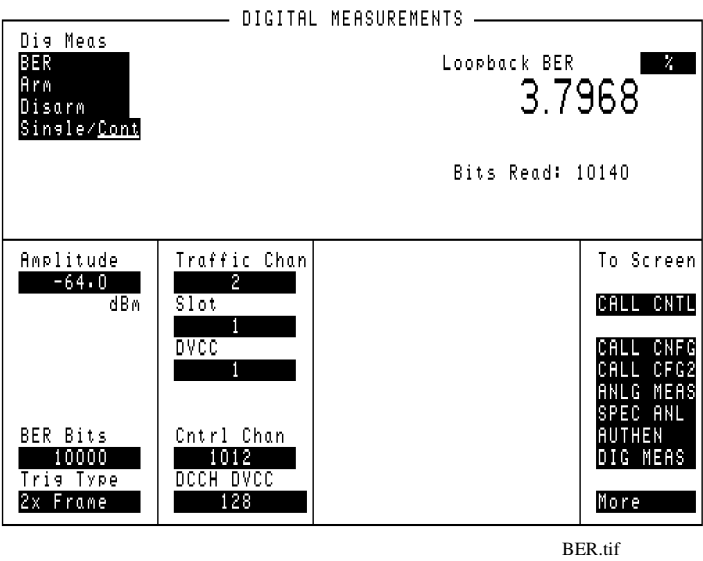 DIGITAL MEASUREMENTS
Dig Meas
BER
Arm
Disarm
Single/Cont
Loopback BER %
3.7968
Bits Read: 10140
Amplitude
-64.0
dBm
BER Bits
10000
Trig Type
2x Frame
Traffic Chan
2
Slot
1
DVCC
1
Cntrl Chan
1012
DCCH DVCC
128
To Screen
CALL CNTL
CALL CNFG
CALL CFG2
ANLG MEAS
SPEC ANL
AUTHEN
DIG MEAS
More
BER.tif